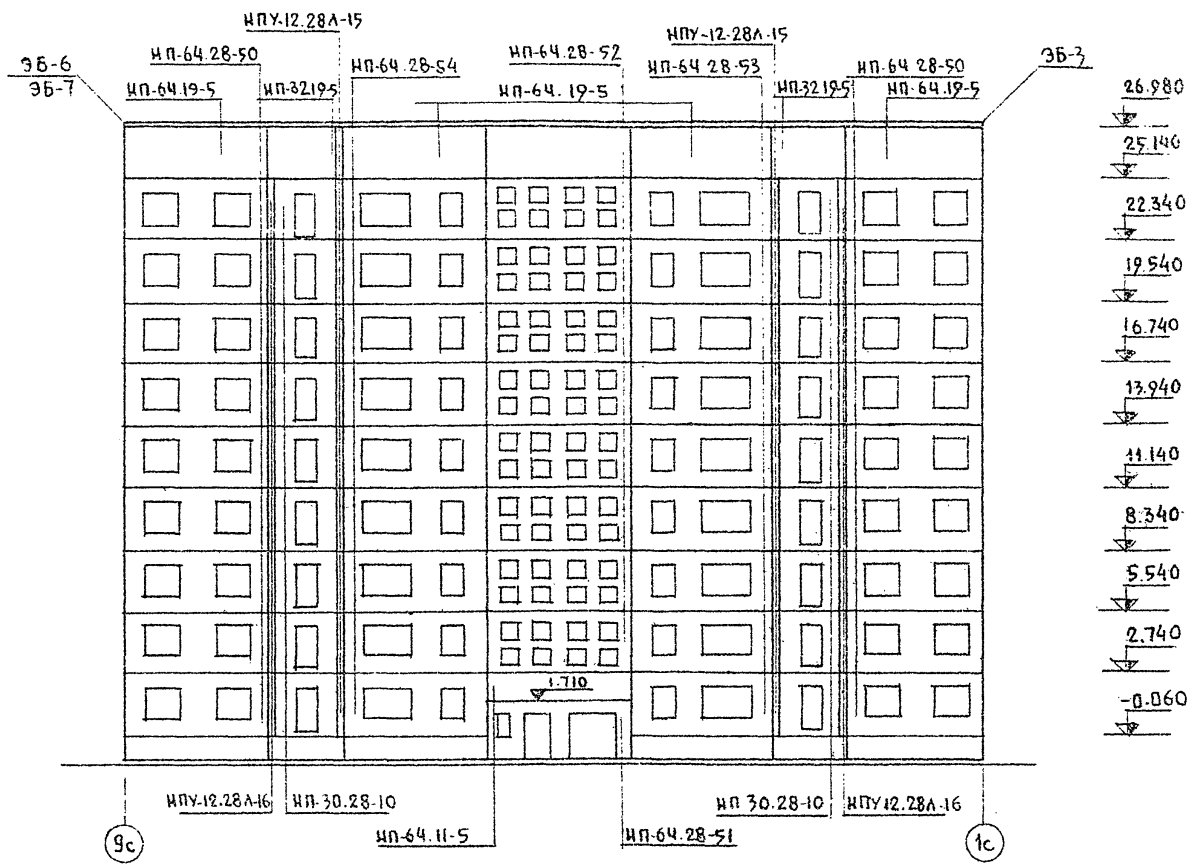 НПУ-12.28Л-15
НПУ-12.28Л-15
НП-64.28-50
НП-64.28-54
НП-64.28-52
НП-64 28-53
НП-64 28-50
ЭБ-6
ЭБ-7
ЭБ-3
НП-64.19-5
НП-32 19-5
НП-64.19-5
НП-32 19-5
НП-64.19-5
26.980
25.140
22.340
19.540
16.740
13.940
11.140
8.340
5.540
2.740
1.710
-0.060
НПУ-12.28Л-16
НП-30.28-10
НП 30.28-10
НПУ 12.28Л-16
НП-64.11-5
НП-64.28-51
9с
1с